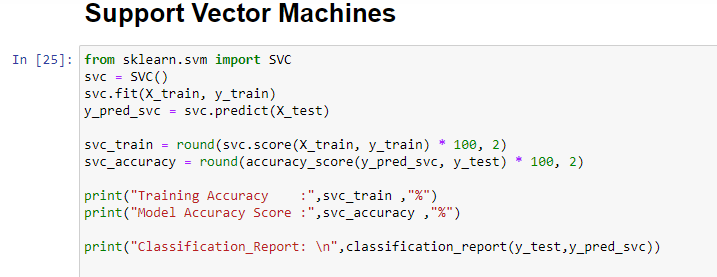 Support Vector Machines
In [25]: from sklearn.svm import SVC
svc = SVC()
svc.fit(X_train, y_train)
y_pred_svc = svc.predict(X_test)
svc_train = round(svc.score(X_train, y_train) * 100, 2)
svc_accuracy = round(accuracy_score(y_pred_svc, y_test) * 100, 2)
print("Training Accuracy    :",svc_train ,"%")
print("Model Accuracy Score :",svc_accuracy ,"%")
print("Classification_Report: \n",classification_report(y_test,y_pred_svc))